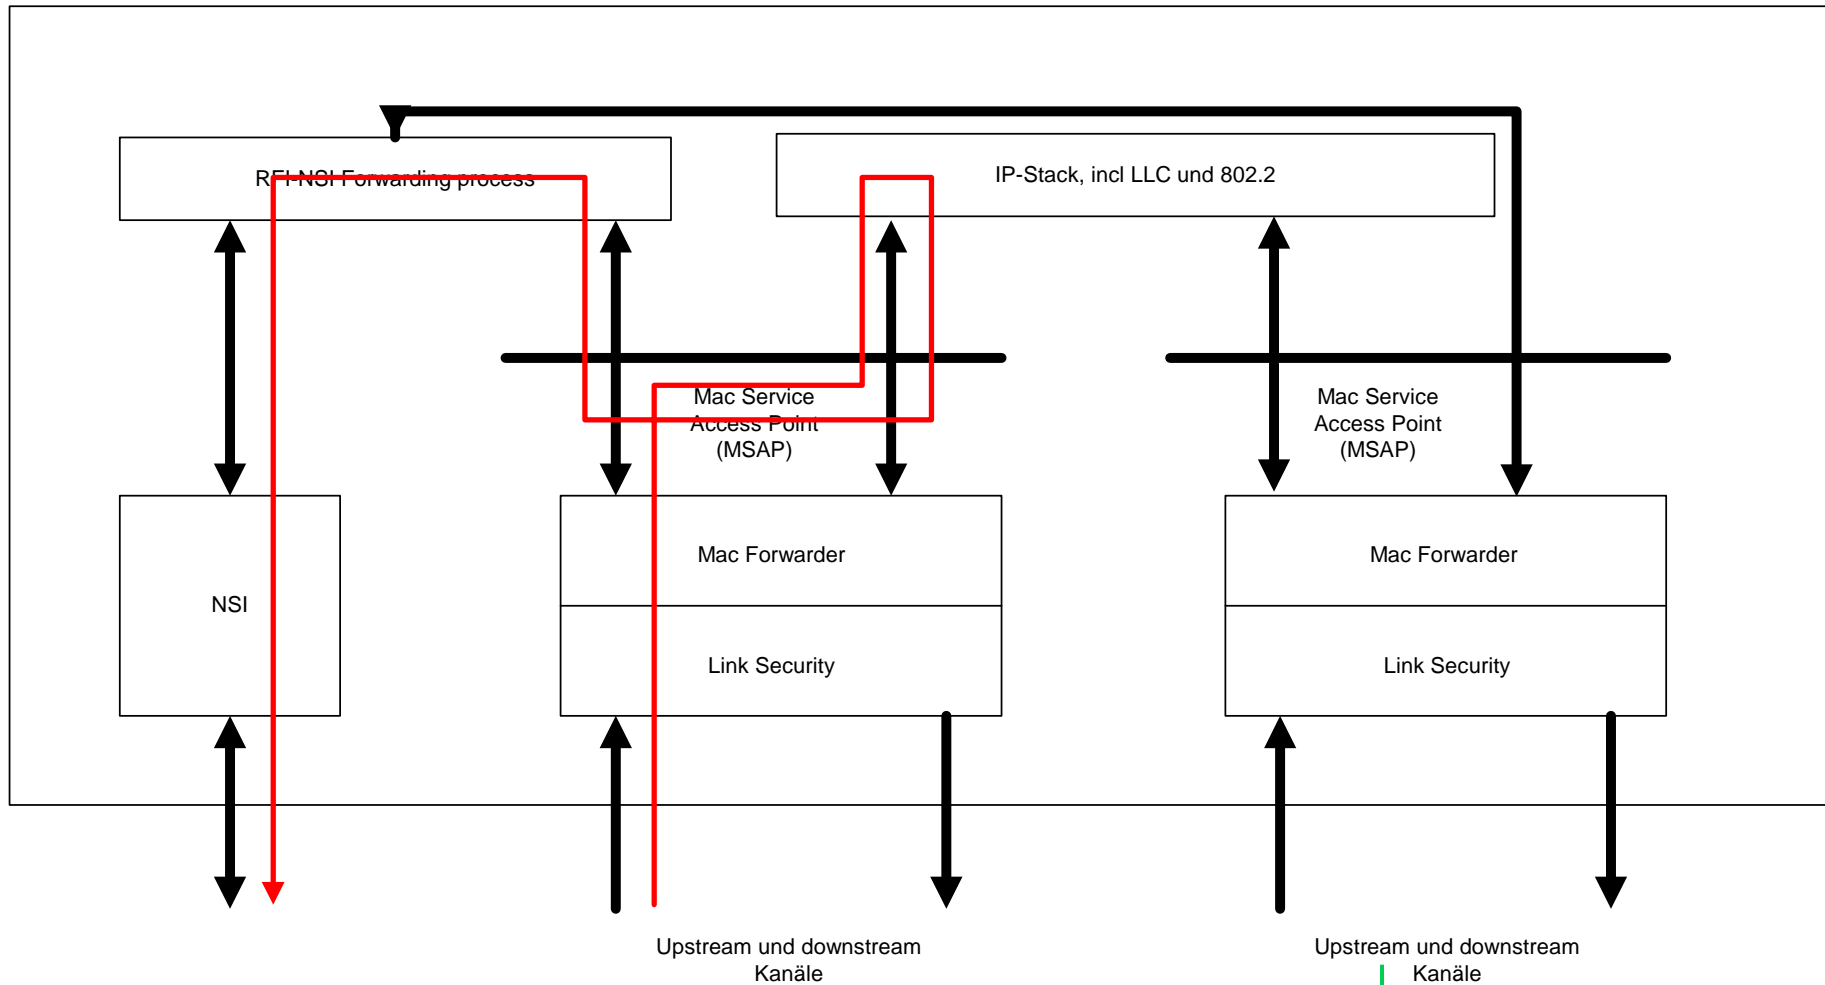 RFI-NSI Forwarding process
IP-Stack, incl LLC und 802.2
Mac Service
Access Point
(MSAP)
Mac Service
Access Point
(MSAP)
NSI
Mac Forwarder
Link Security
Mac Forwarder
Link Security
Upstream und downstream
Kanäle
Upstream und downstream
Kanäle